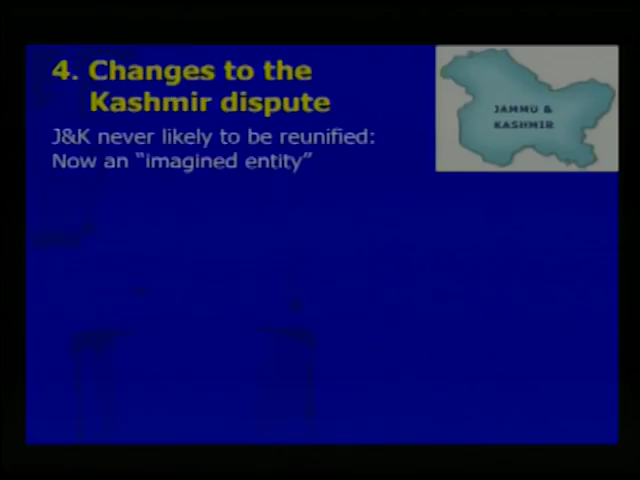 4. Changes to the
Kashmir dispute
J&K never likely to be reunified:
Now an “imagined entity”
JAMMU &
KASHMIR